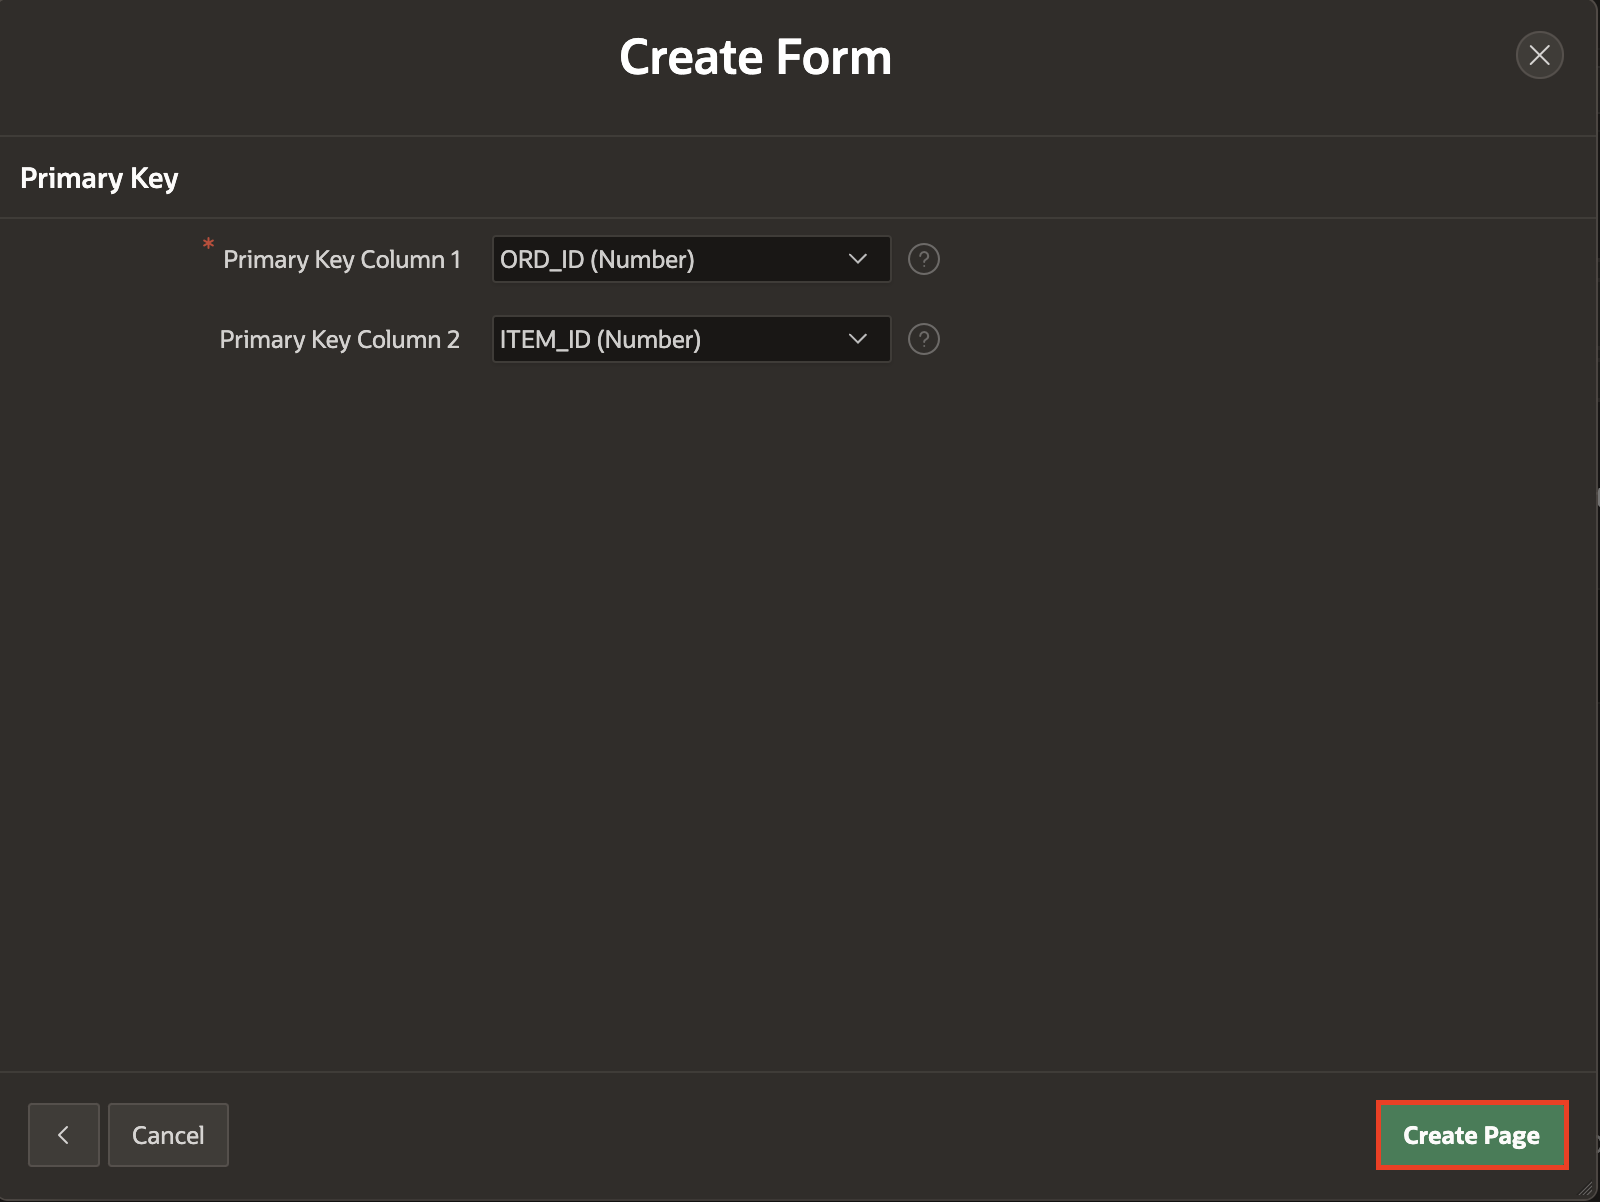 Create Form
Primary Key
* Primary Key Column 1 ORD_ID (Number) ?
Primary Key Column 2 ITEM_ID (Number) ?
Cancel
Create Page